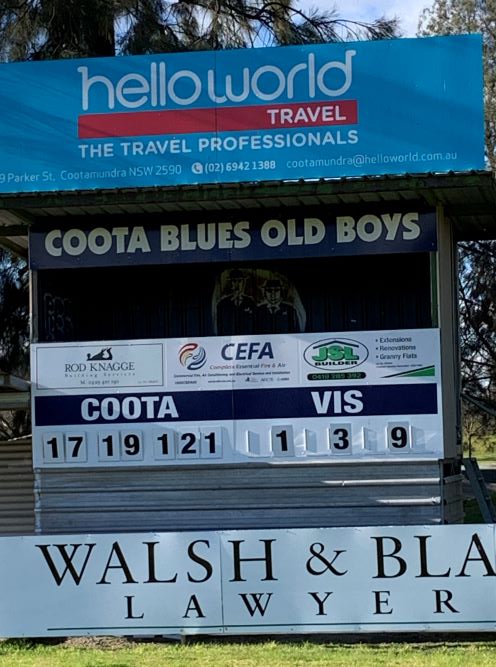 helloworld
TRAVEL
THE TRAVEL PROFESSIONALS
9 Parker St, Cootamundra NSW 2590 (02) 6942 1388 cootamundra@helloworld.com.au
COOTA BLUES OLD BOYS
ROD KNAGGE
Building Services
CEFA
Complete Essential Fire & Air
JSL
BUILDER
• Extensions
• Renovations
• Granny Flats
COOTA VIS
17 19 121 1 3 9
WALSH & BLA
LAWYER